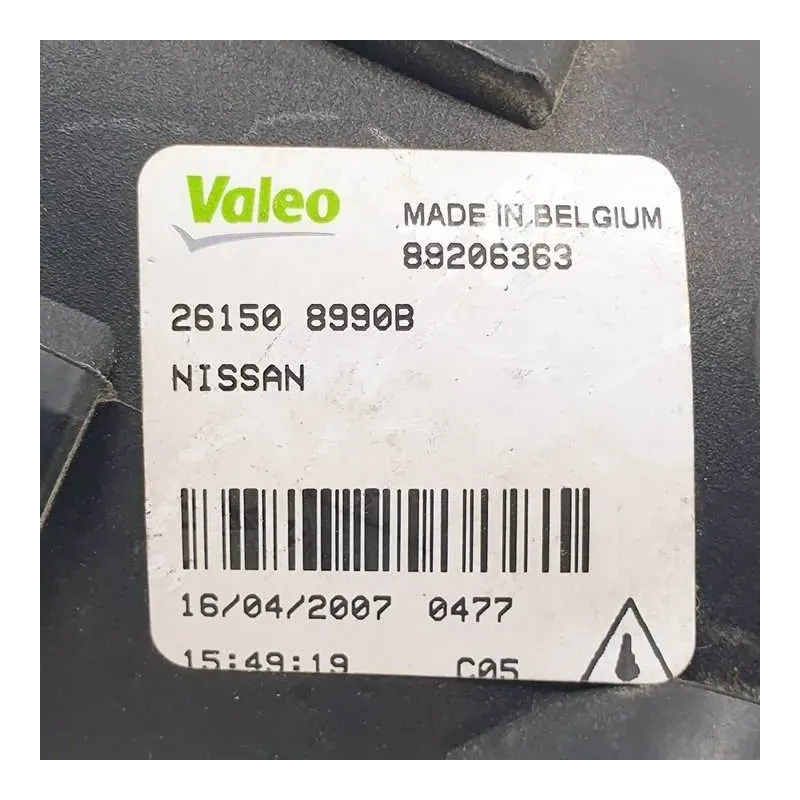 Valeo
MADE IN BELGIUM
89206363
26150 8990B
NISSAN
16/04/2007 0477
15:49:19 C05